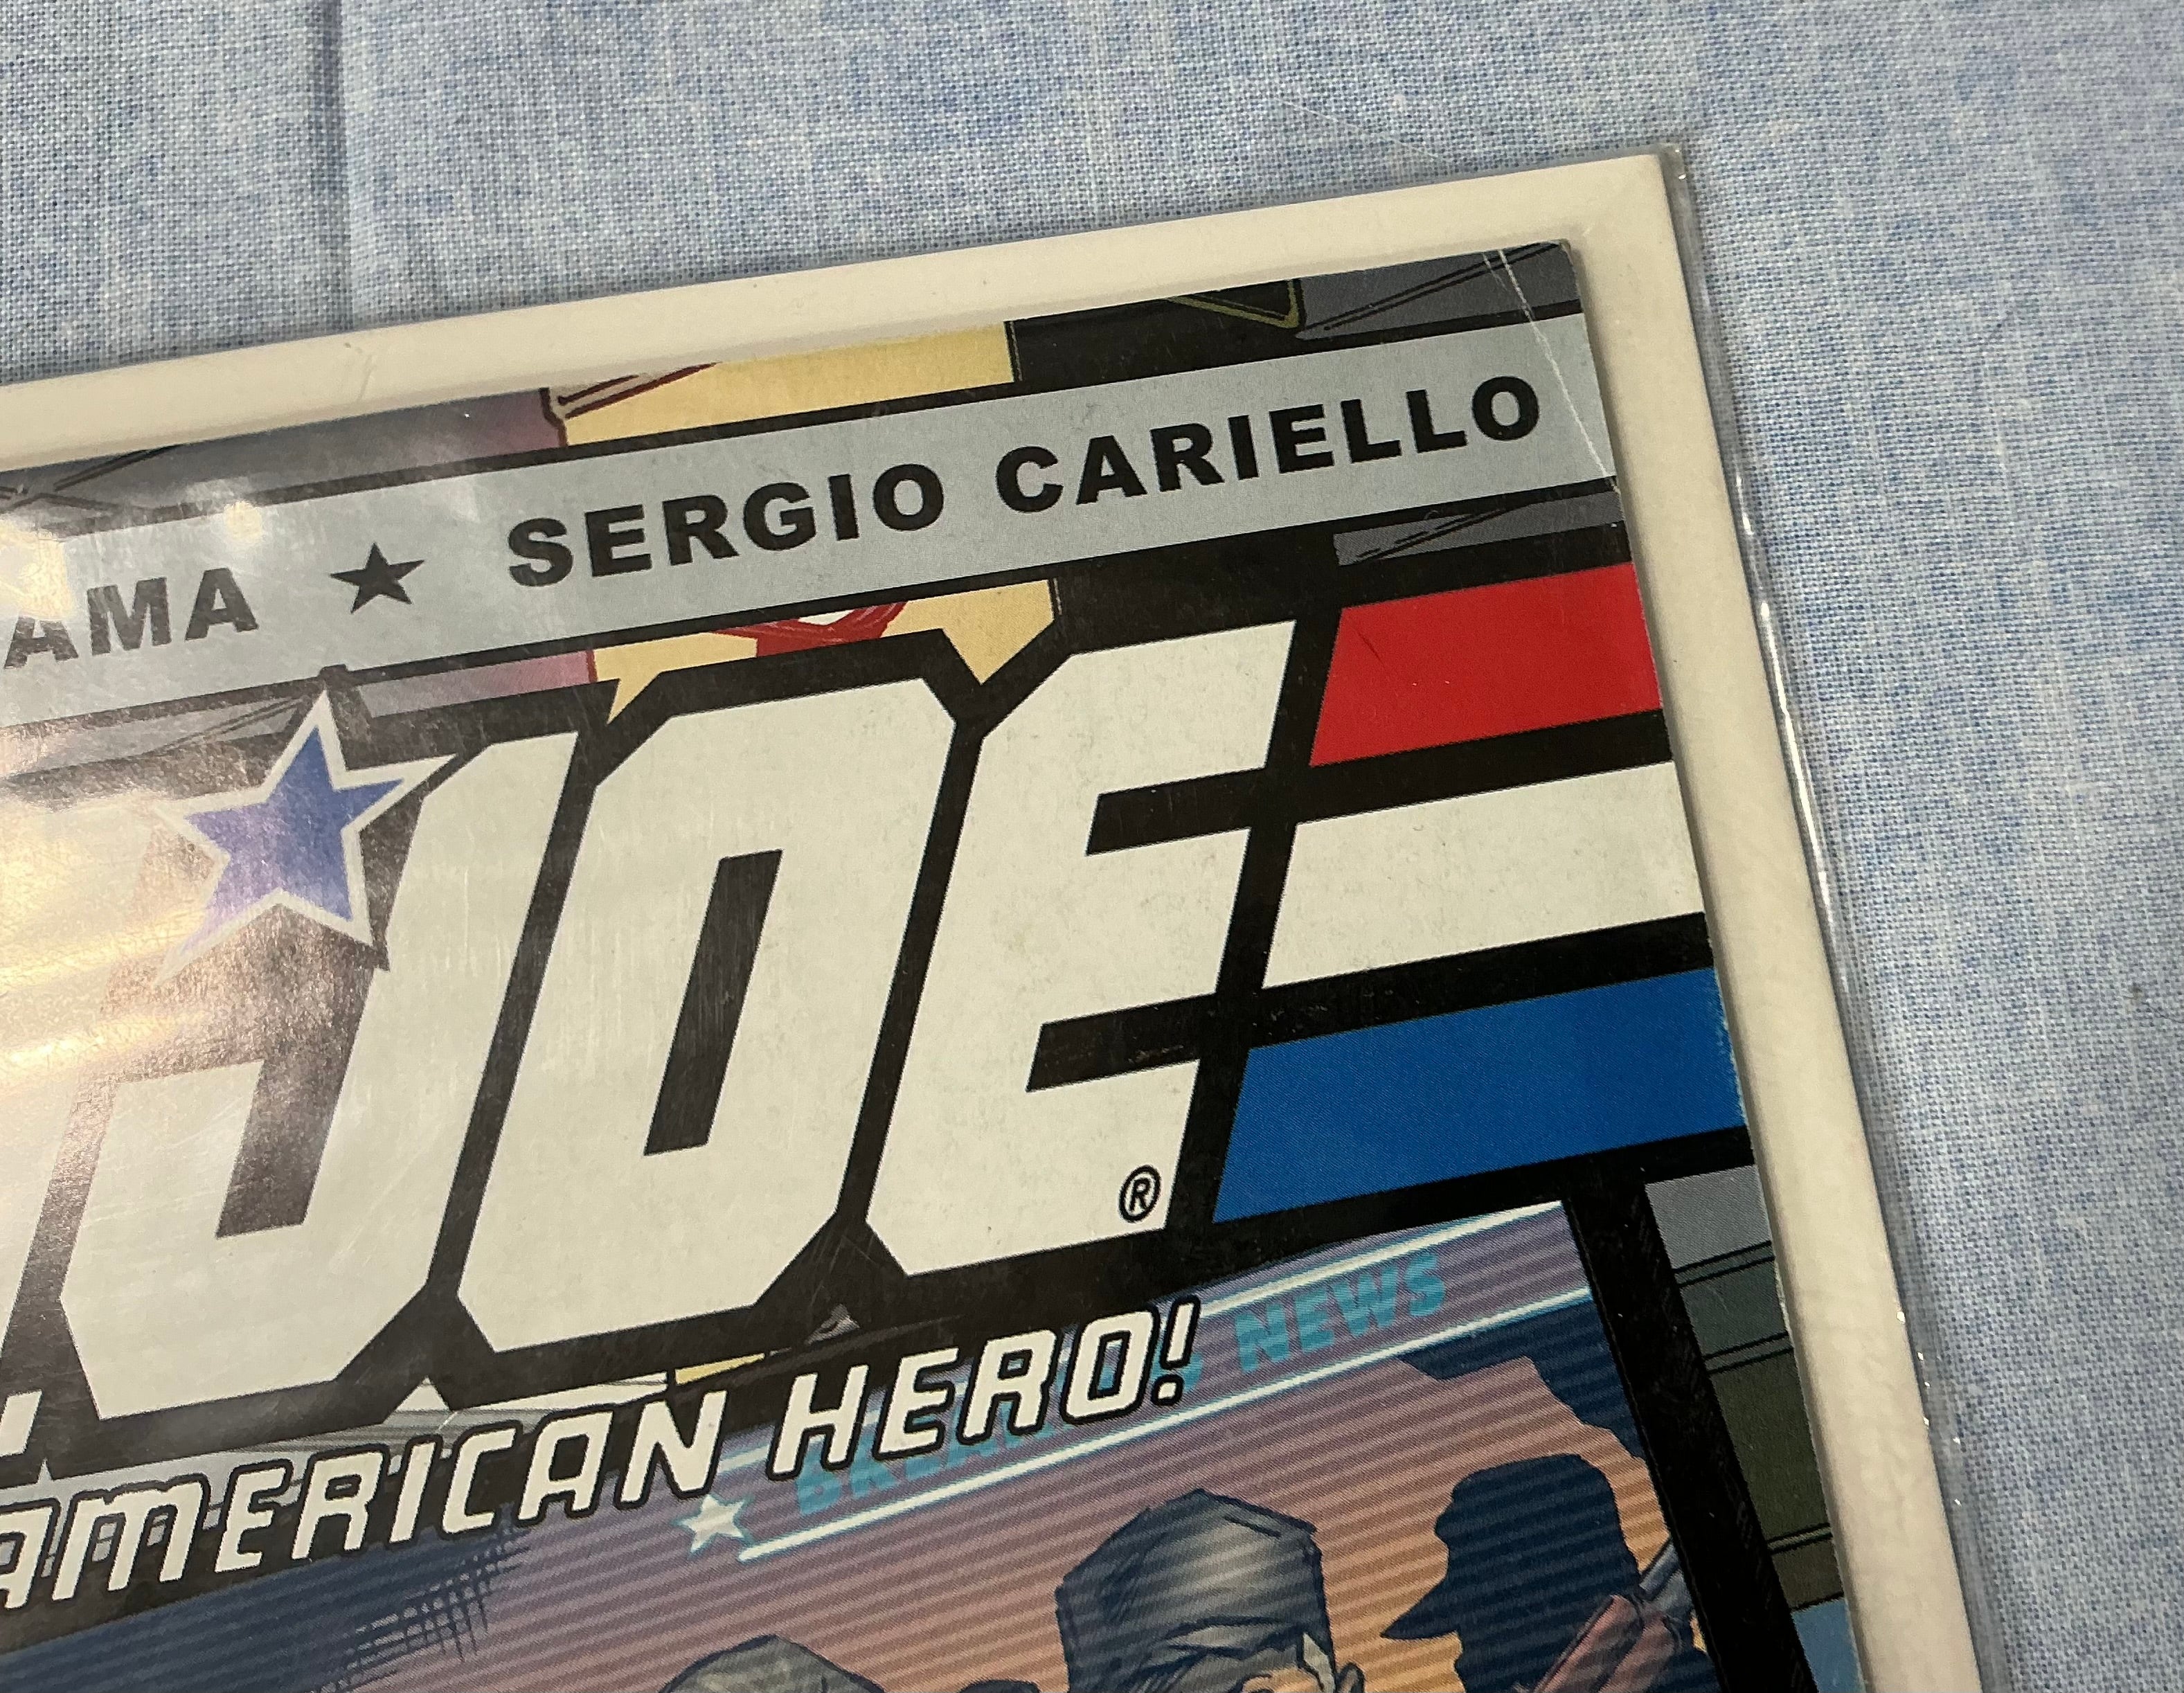 AMA ★ SERGIO CARIELLO
JOE
®
AMERICAN HERO!
NEWS